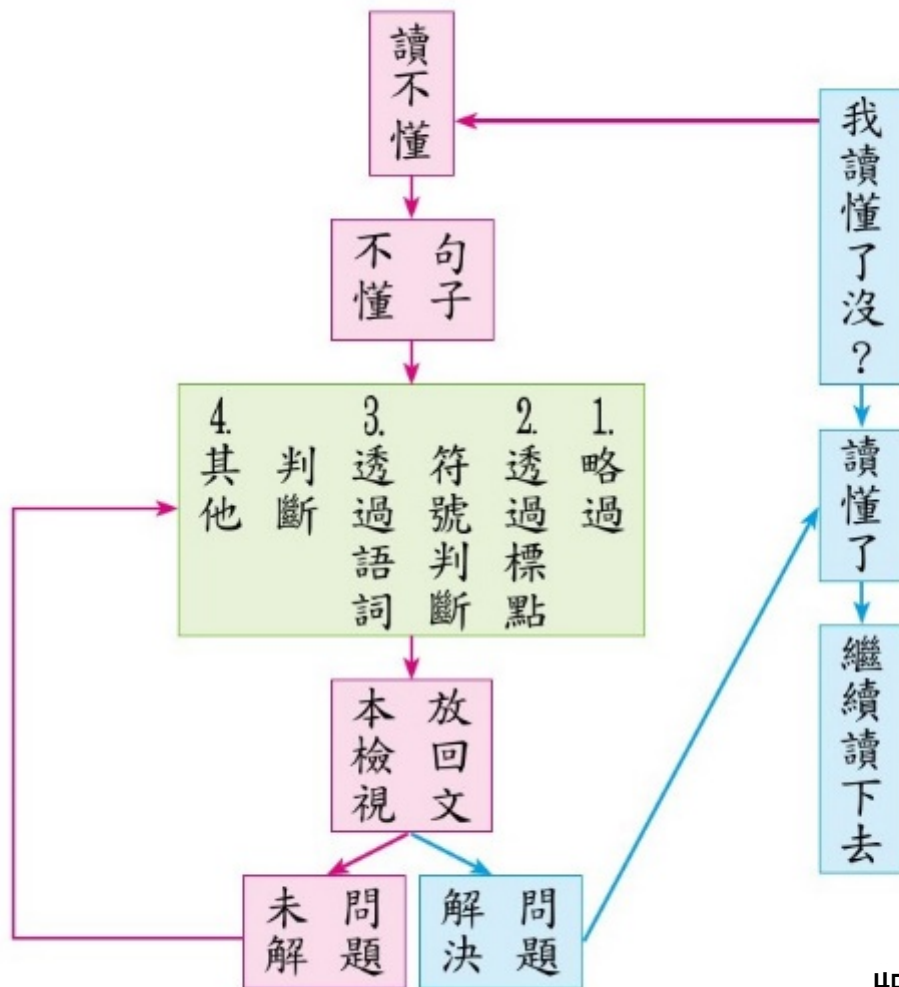 我讀懂了沒？
讀懂了
繼續讀下去
讀不懂
句子
不懂
1.略過
2.透過標點
符號判斷
3.透過語詞
判斷
4.其他
放回文
本檢視
問題
解決
問題
未解